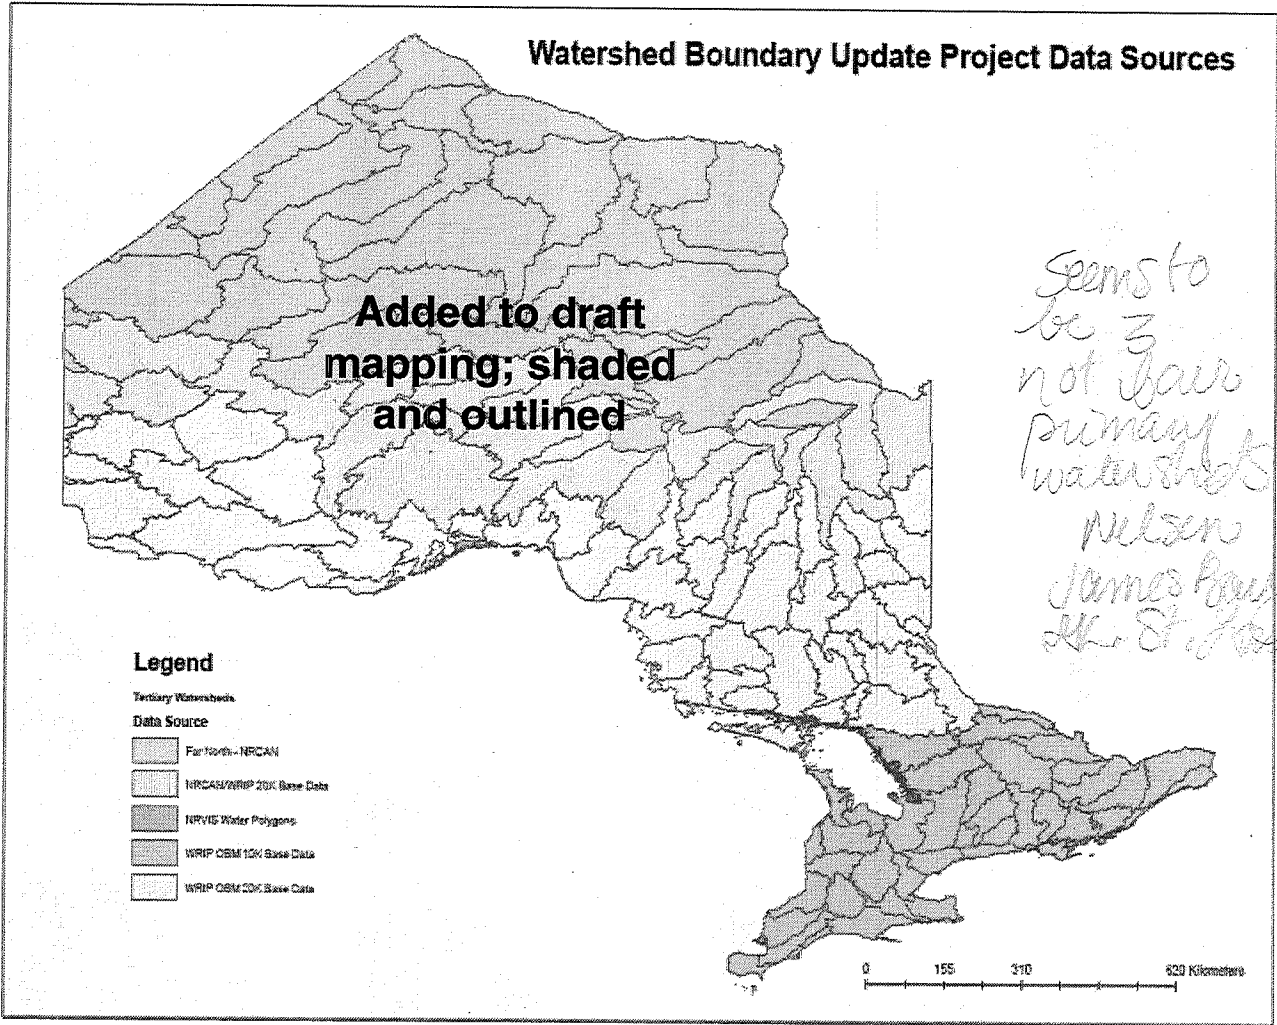 Watershed Boundary Update Project Data Sources
Added to draft
mapping; shaded
and outlined
Seems to
be 3
not four
primary
watersheds
Nelsen
James Bay
St.
Legend
Tertiary Watersheds
Data Source
Far North - NRCAN
NRCAN/WRIP 20K Base Data
NRVIS Water Polygons
WRIP OBM 10K Base Data
WRIP OBM 20K Base Data
0 155 310 620 Kilometers